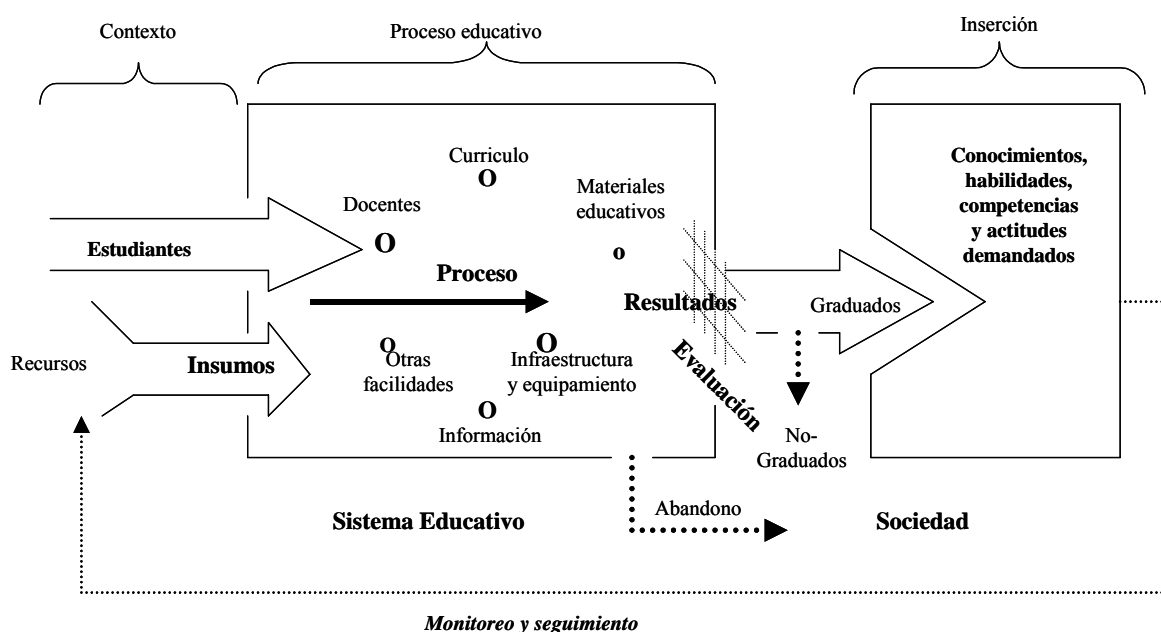 Contexto
Proceso educativo
Inserción
Curriculo
Docentes
Materiales
educativos
Conocimientos,
habilidades,
competencias
y actitudes
demandados
Estudiantes
Proceso
Resultados
Graduados
Recursos
Insumos
Otras
facilidades
Infraestructura
y equipamiento
Evaluación
Información
No-
Graduados
Abandono
Sistema Educativo
Sociedad
Monitoreo y seguimiento